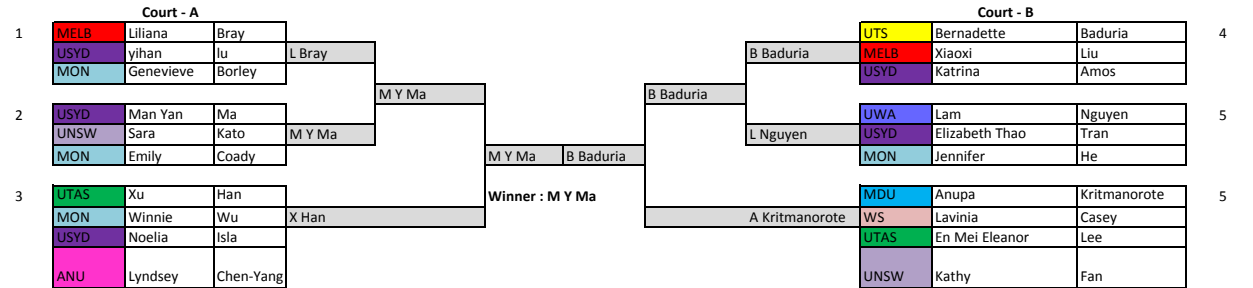 Court - A Court - B
1 MELB Liliana Bray UTS Bernadette Baduria 4
USYD yihan lu L Bray B Baduria MELB Xiaoxi Liu
MON Genevieve Borley USYD Katrina Amos
M Y Ma B Baduria
2 USYD Man Yan Ma UWA Lam Nguyen 5
UNSW Sara Kato M Y Ma L Nguyen USYD Elizabeth Thao Tran
MON Emily Coady M Y Ma B Baduria MON Jennifer He
3 UTAS Xu Han Winner : M Y Ma MDU Anupa Kritmanorote 5
MON Winnie Wu X Han A Kritmanorote WS Lavinia Casey
USYD Noelia Isla UTAS En Mei Eleanor Lee
ANU Lyndsey Chen-Yang UNSW Kathy Fan